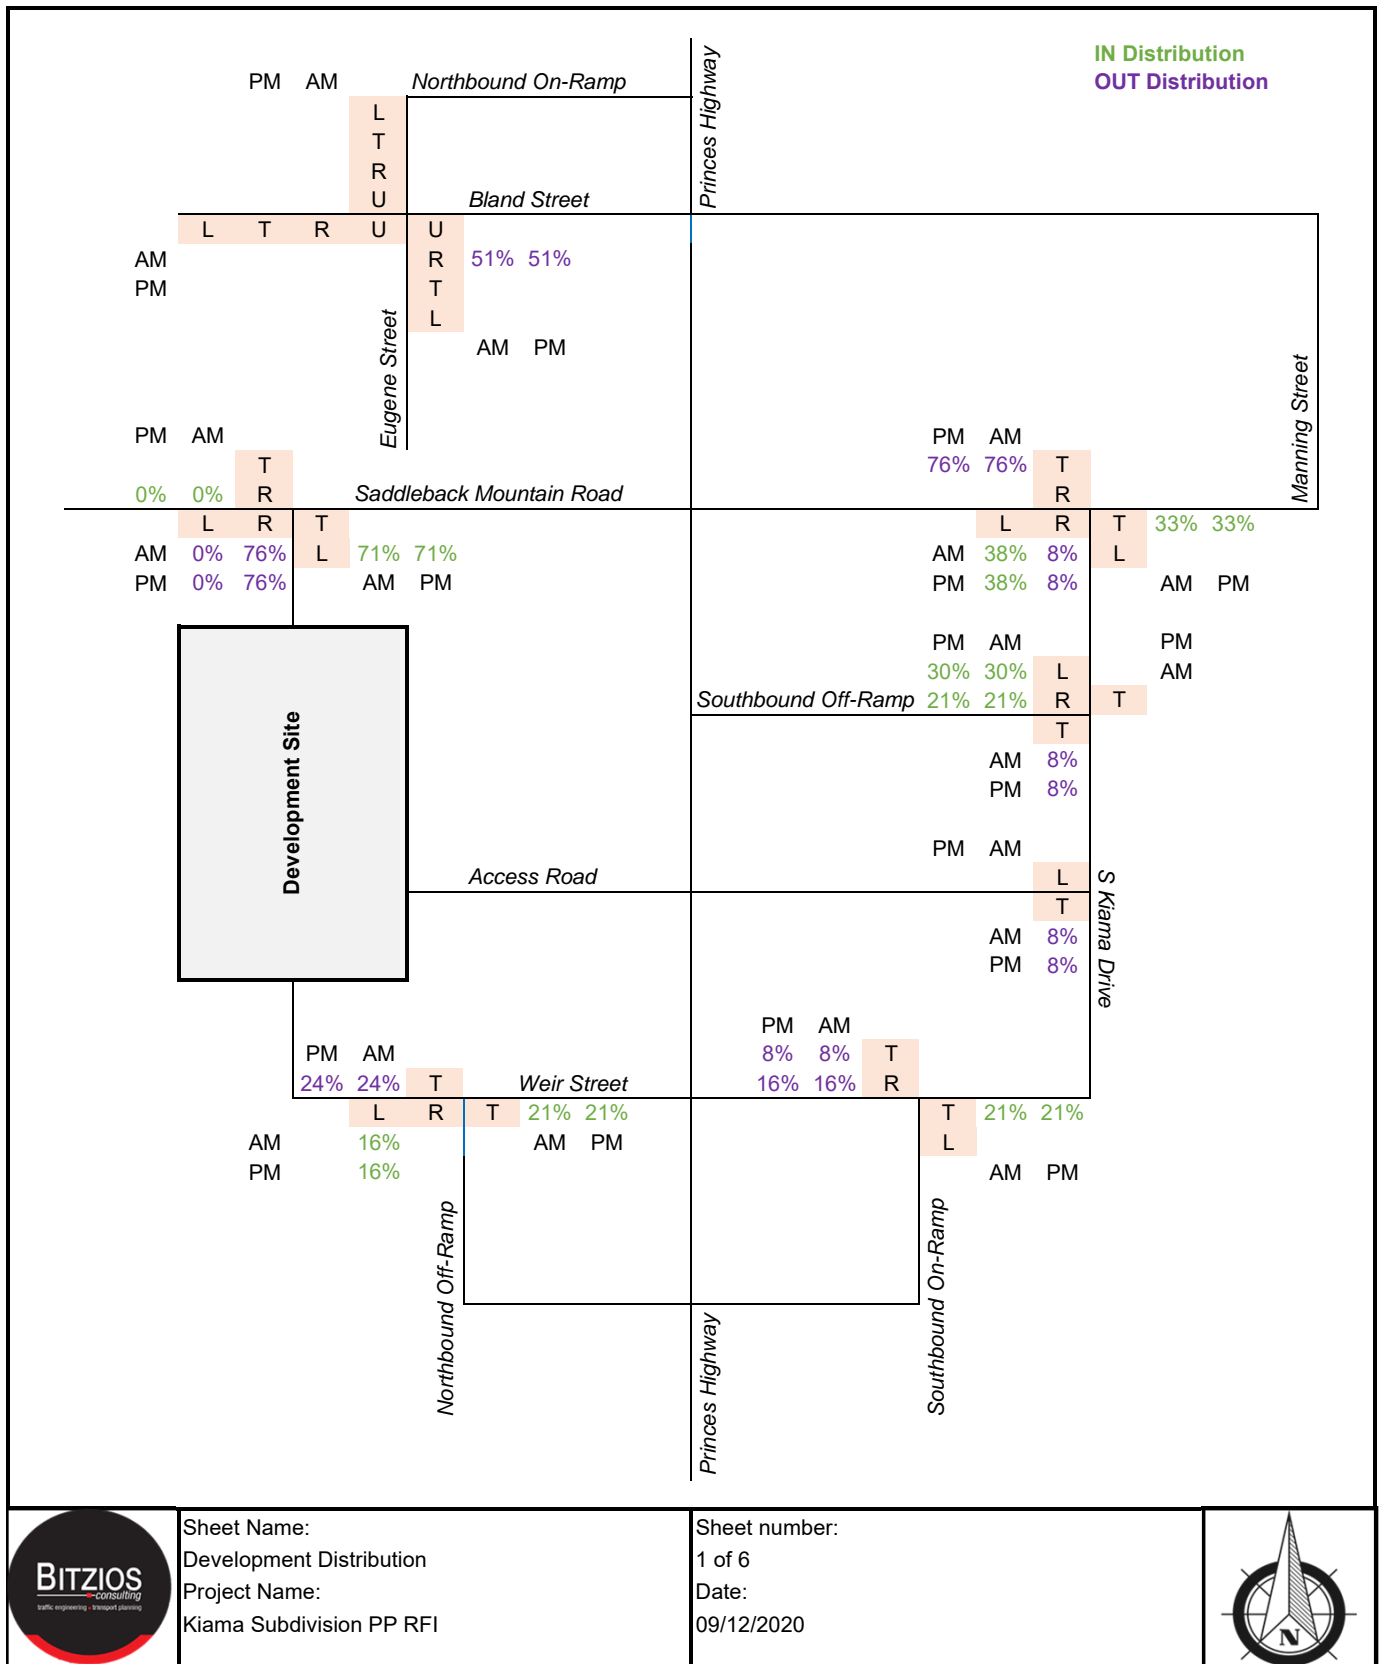 IN Distribution
OUT Distribution
PM AM Northbound On-Ramp
Princes Highway
L
T
R
U
Bland Street
L T R U U
AM R 51% 51%
PM T
L
AM PM
Eugene Street
Manning Street
PM AM
T
0% 0% R Saddleback Mountain Road
L R T
AM 0% 76% L 71% 71%
PM 0% 76% AM PM
PM AM
76% 76% T
R
L R T 33% 33%
AM 38% 8% L
PM 38% 8% AM PM
PM AM PM
30% 30% L AM
Southbound Off-Ramp 21% 21% R T
T
AM 8%
PM 8%
Development Site
PM AM
Access Road L
T
AM 8%
PM 8%
S Kiama Drive
PM AM
8% 8% T
16% 16% R
PM AM
24% 24% T Weir Street
L R T 21% 21%
AM 16% AM PM
PM 16%
T 21% 21%
L
AM PM
Northbound Off-Ramp
Southbound On-Ramp
Princes Highway
BITZIOS
consulting
traffic engineering • transport planning
Sheet Name:
Development Distribution
Project Name:
Kiama Subdivision PP RFI
Sheet number:
1 of 6
Date:
09/12/2020
N